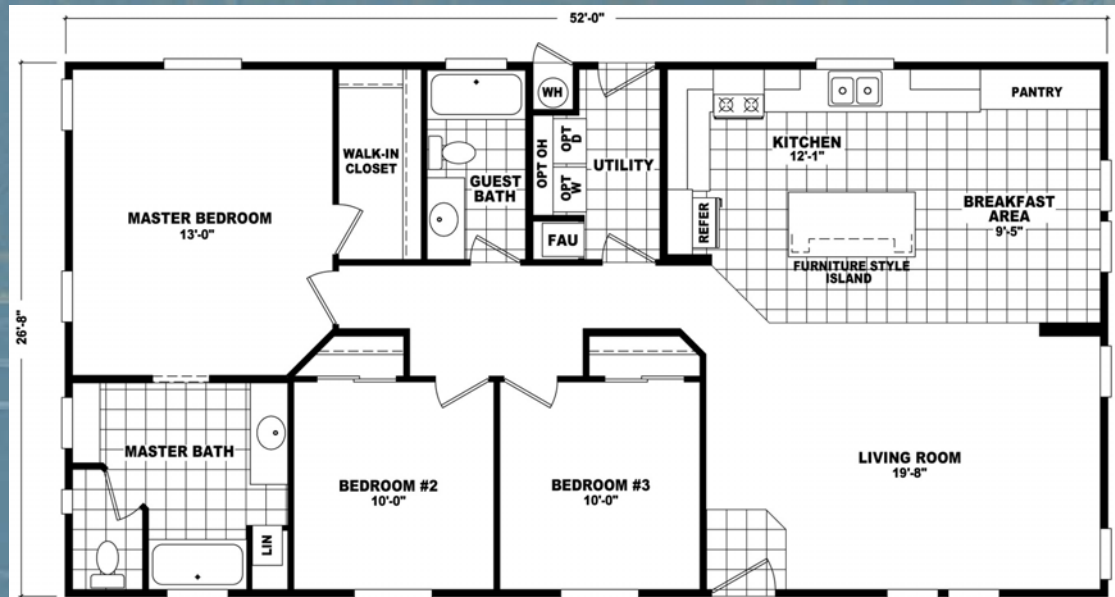 52'-0"
26'-8"
MASTER BEDROOM
13'-0"
WALK-IN
CLOSET
GUEST
BATH
WH
OPT OH
OPT
D
OPT
W
FAU
UTILITY
KITCHEN
12'-1"
PANTRY
REFER
FURNITURE STYLE
ISLAND
BREAKFAST
AREA
9'-5"
MASTER BATH
LIN
BEDROOM #2
10'-0"
BEDROOM #3
10'-0"
LIVING ROOM
19'-8"